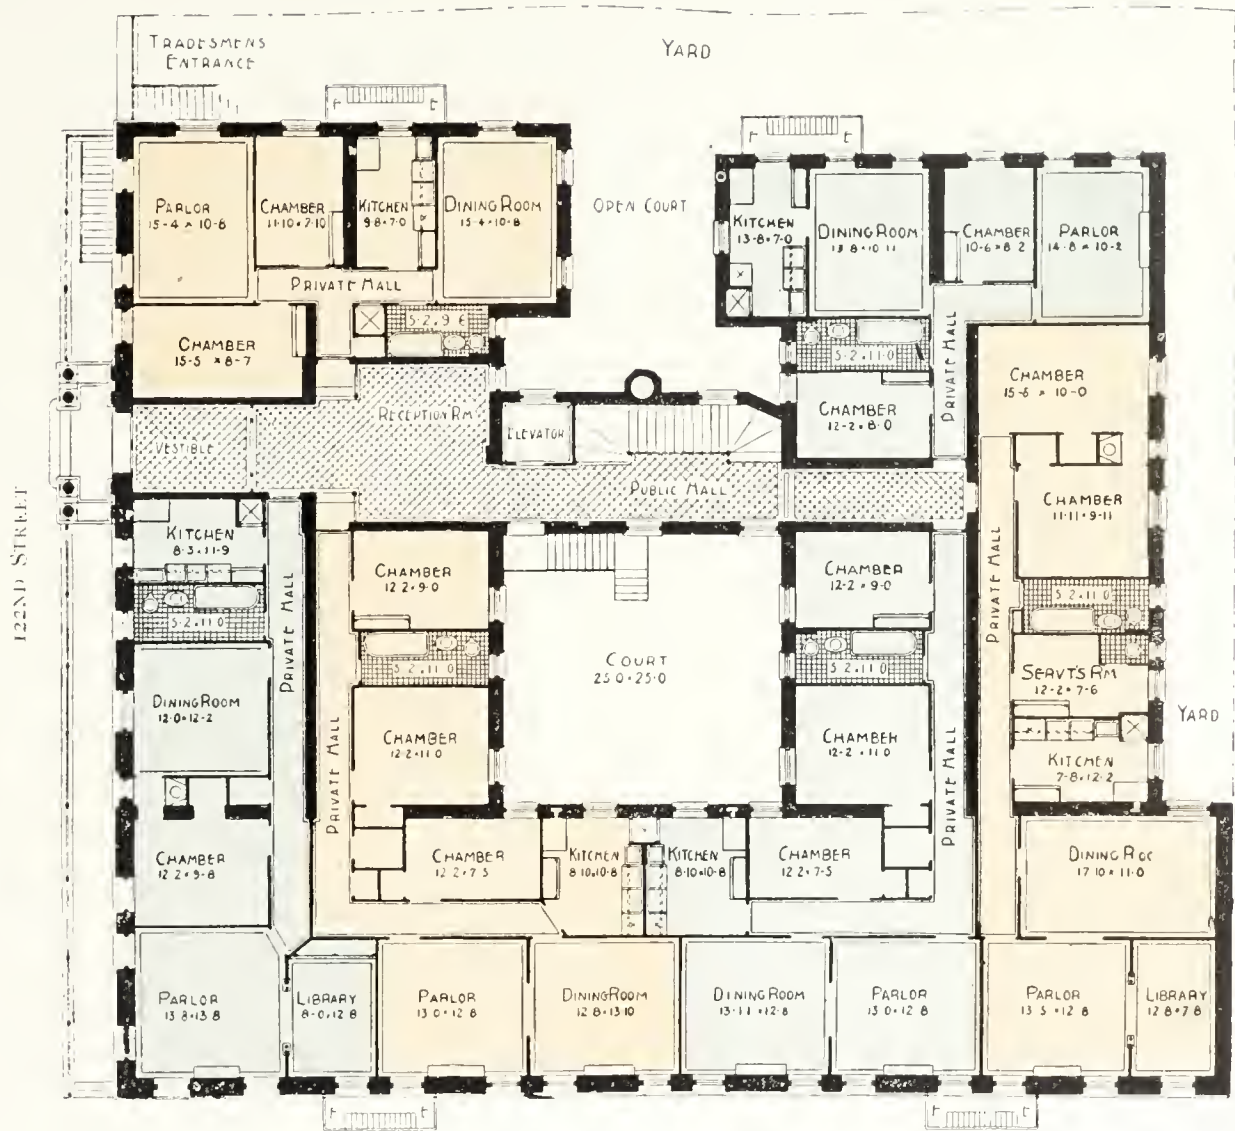 TRADESMENS
ENTRANCE
YARD
PARLOR
15-4 × 10-8
CHAMBER
11-10 × 7-10
KITCHEN
9-8 × 7-0
DINING ROOM
15-4 × 10-8
OPEN COURT
KITCHEN
13-8 × 7-0
DINING ROOM
13-8 × 10-11
CHAMBER
10-6 × 8-2
PARLOR
14-8 × 10-2
PRIVATE HALL
CHAMBER
15-5 × 8-7
5-2 × 9-6
5-2 × 11-0
PRIVATE HALL
CHAMBER
15-6 × 10-0
CHAMBER
12-2 × 8-0
VESTIBLE
RECEPTION RM
ELEVATOR
PUBLIC HALL
122ND STREET
KITCHEN
8-3 × 11-9
5-2 × 11-0
PRIVATE HALL
CHAMBER
12-2 × 9-0
5-2 × 11-0
CHAMBER
12-2 × 11-0
PRIVATE HALL
COURT
25-0 × 25-0
CHAMBER
12-2 × 9-0
5-2 × 11-0
CHAMBER
12-2 × 11-0
PRIVATE HALL
PRIVATE HALL
CHAMBER
11-11 × 9-11
5-2 × 11-0
SERVT'S RM
12-2 × 7-6
KITCHEN
7-8 × 12-2
YARD
DINING ROOM
12-0 × 12-2
CHAMBER
12-2 × 9-8
CHAMBER
12-2 × 7-5
KITCHEN
8-10 × 10-8
KITCHEN
8-10 × 10-8
CHAMBER
12-2 × 7-5
DINING ROC
17-10 × 11-0
PARLOR
13-8 × 13-8
LIBRARY
8-0 × 12-8
PARLOR
13-0 × 12-8
DINING ROOM
12-8 × 13-10
DINING ROOM
13-11 × 12-8
PARLOR
13-0 × 12-8
PARLOR
13-5 × 12-8
LIBRARY
12-8 × 7-8